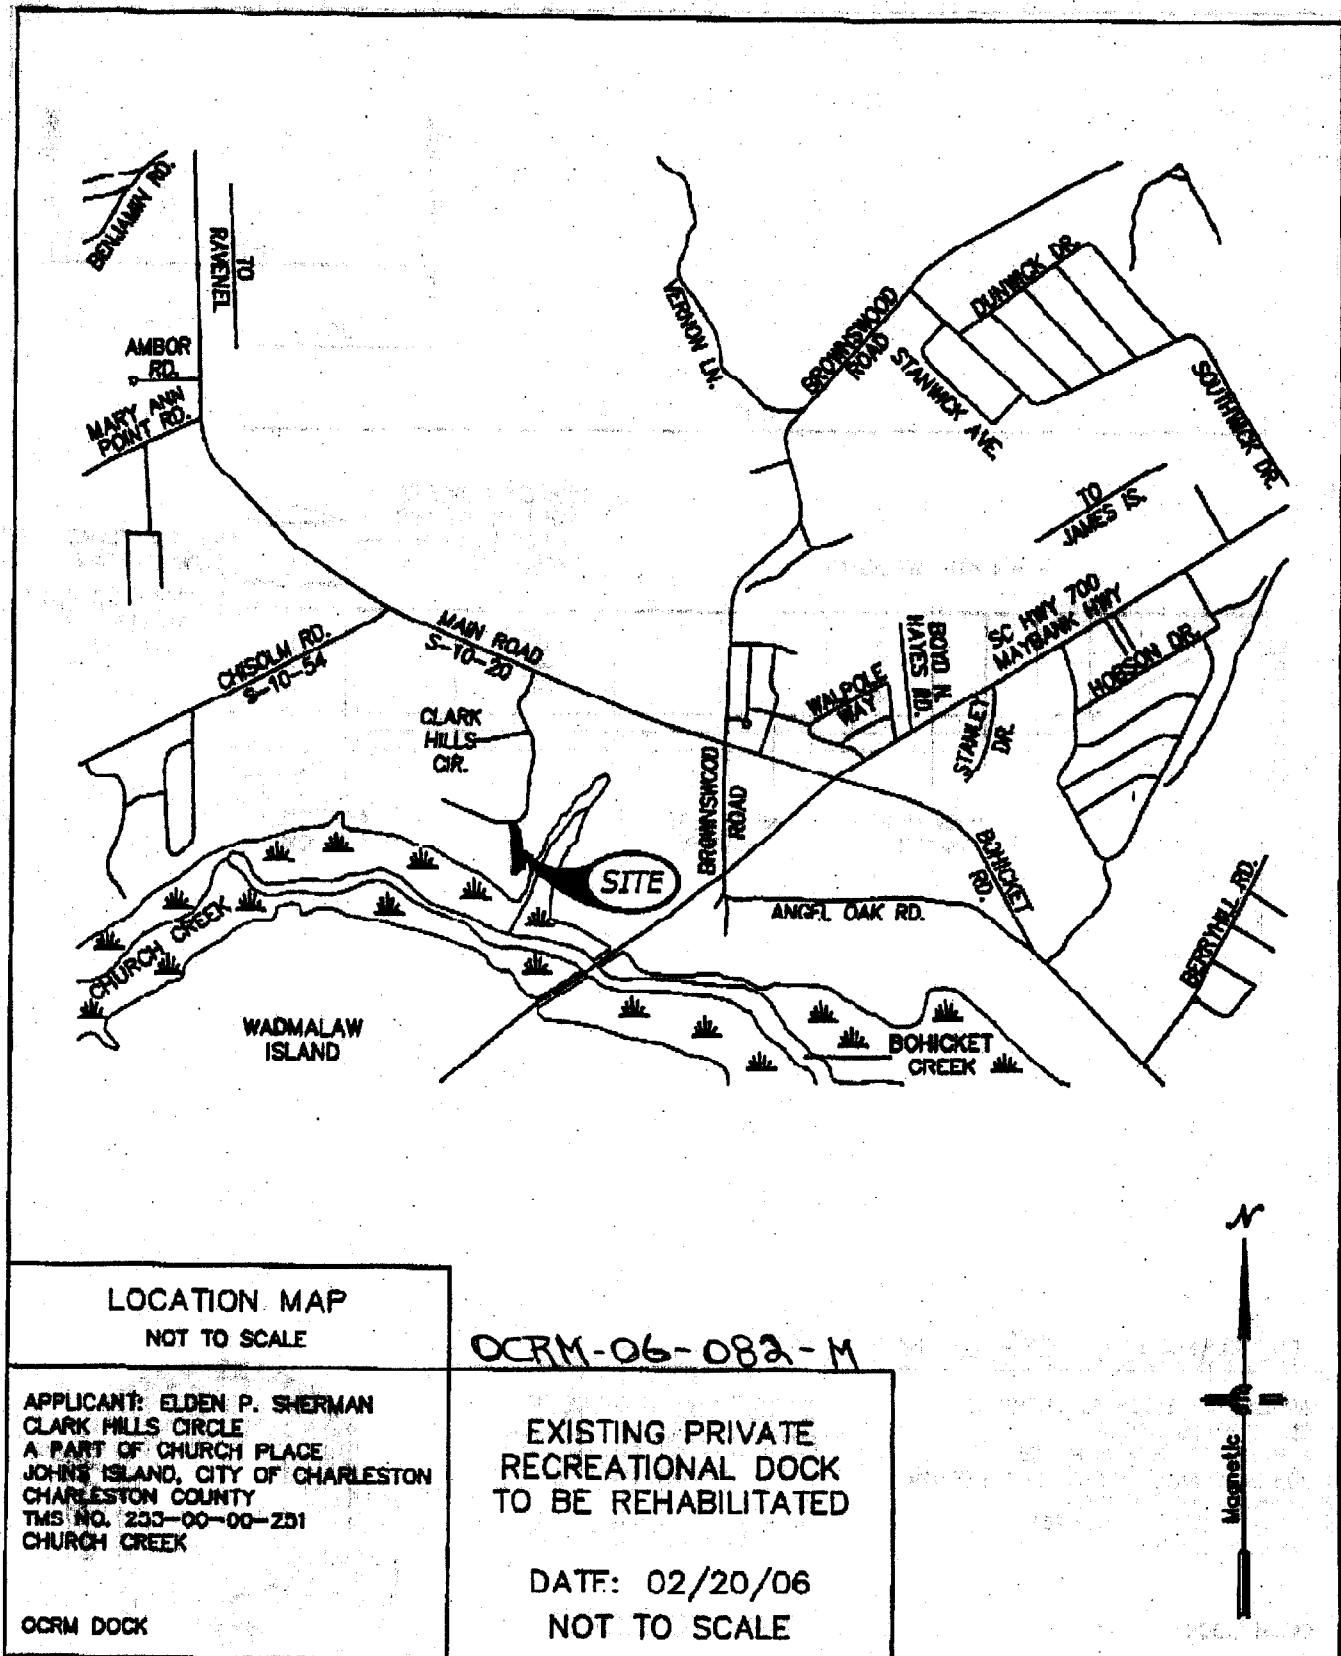 BENJAMIN RD.
TO
RAVENEL
AMBOR
RD.
MARY ANN
POINT RD.
VERNON LN.
BROWNSWOOD
ROAD
DUNWICK DR.
STANWICK AVE.
SOUTHWICK DR.
TO
JAMES IS.
CHISOLM RD.
S-10-54
MAIN ROAD
S-10-20
CLARK
HILLS
CIR.
WALPOLE
WAY
BOYD N.
HAYES RD.
SC HWY 700
MAYBANK HWY
HOBSON DR.
STANLEY
DR.
BROWNSWOOD
ROAD
BOHICKET
RD.
SITE
ANGEL OAK RD.
BERRYHILL RD.
CHURCH CREEK
WADMALAW
ISLAND
BOHICKET
CREEK
N
Magnetic
LOCATION MAP
NOT TO SCALE
OCRM-06-082-M
APPLICANT: ELDEN P. SHERMAN
CLARK HILLS CIRCLE
A PART OF CHURCH PLACE
JOHNS ISLAND, CITY OF CHARLESTON
CHARLESTON COUNTY
TMS NO.
CHURCH CREEK
OCRM DOCK
EXISTING PRIVATE
RECREATIONAL DOCK
TO BE REHABILITATED
DATE: 02/20/06
NOT TO SCALE